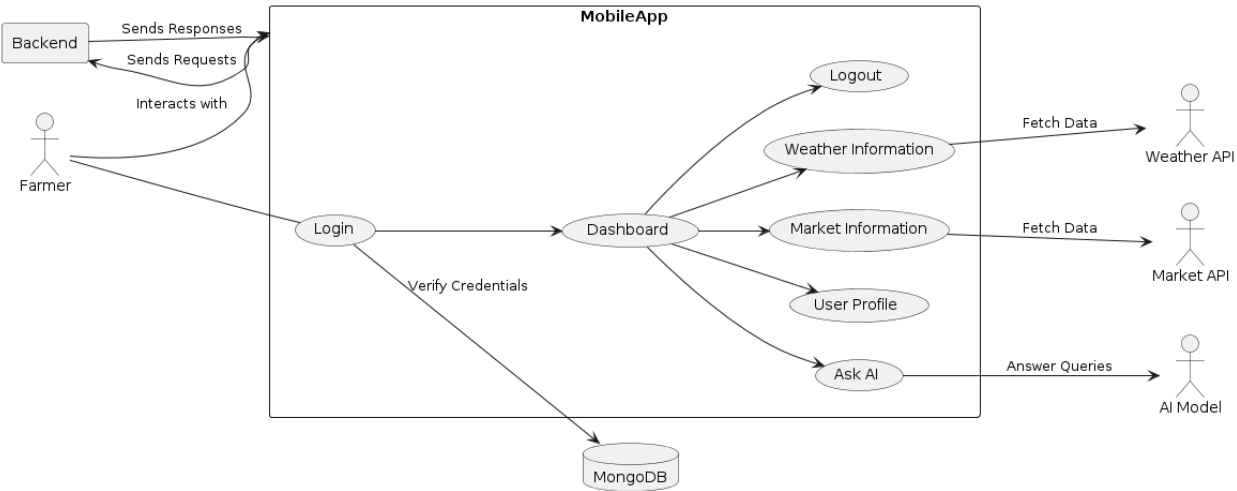 MobileApp
Sends Responses
Backend
Sends Requests
Logout
Interacts with
Fetch Data
Weather Information
Weather API
Farmer
Login
Dashboard
Market Information
Fetch Data
Market API
Verify Credentials
User Profile
Ask AI
Answer Queries
AI Model
MongoDB